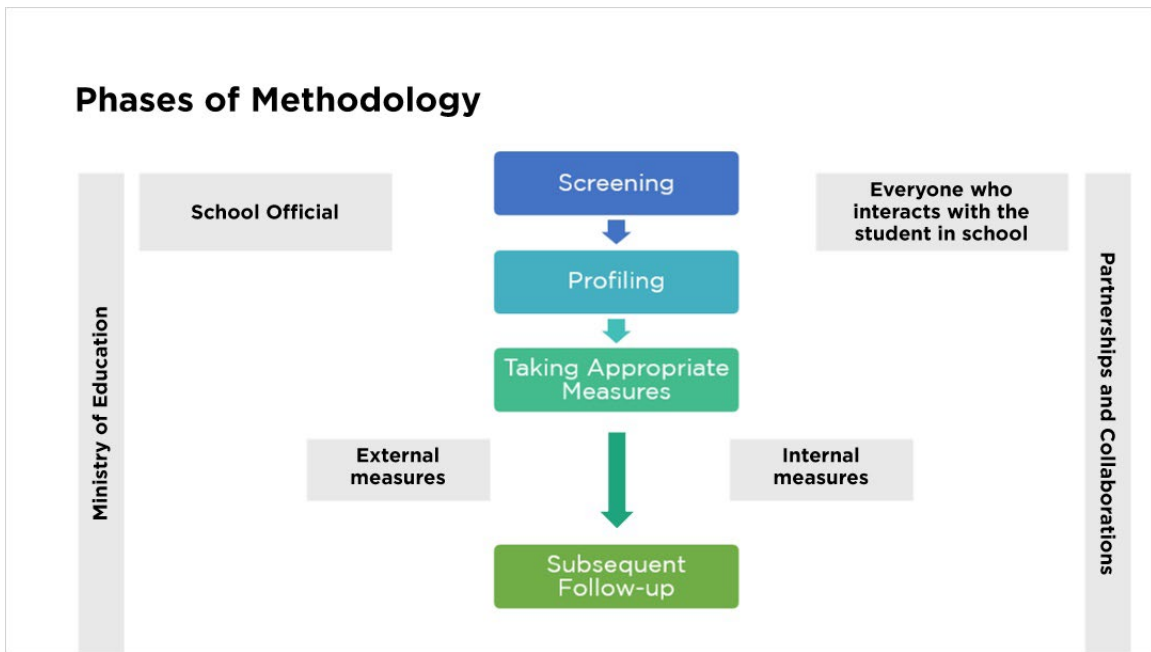 Phases of Methodology
Screening
School Official
Everyone who
interacts with the
student in school
Profiling
Taking Appropriate
Measures
External
measures
Internal
measures
Subsequent
Follow-up
Ministry of Education
Partnerships and Collaborations